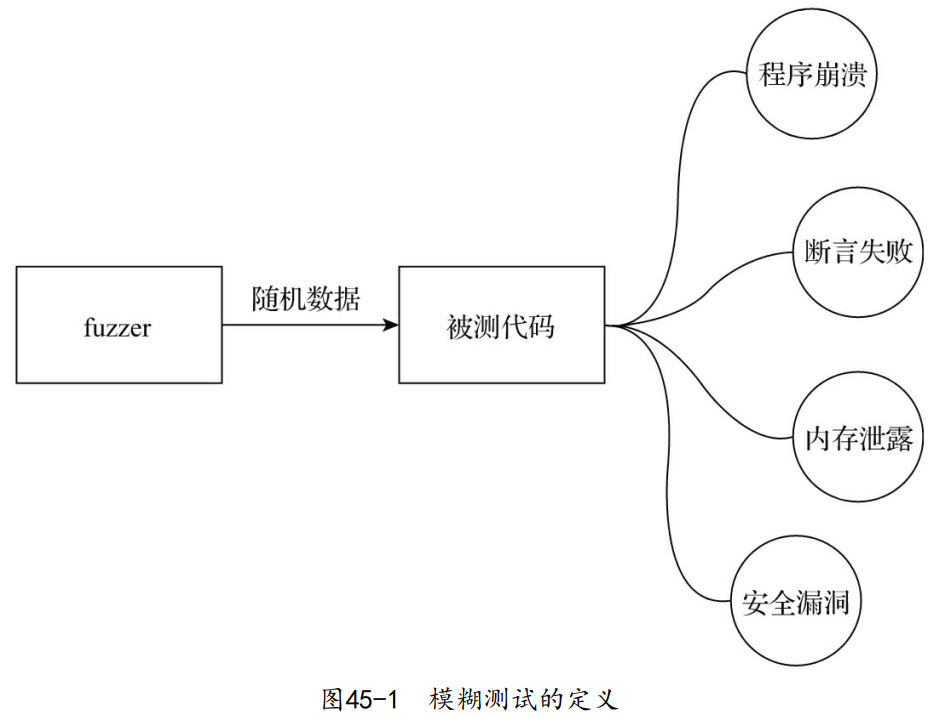 程序崩溃
断言失败
随机数据
fuzzer
被测代码
内存泄露
安全漏洞
图45-1 模糊测试的定义